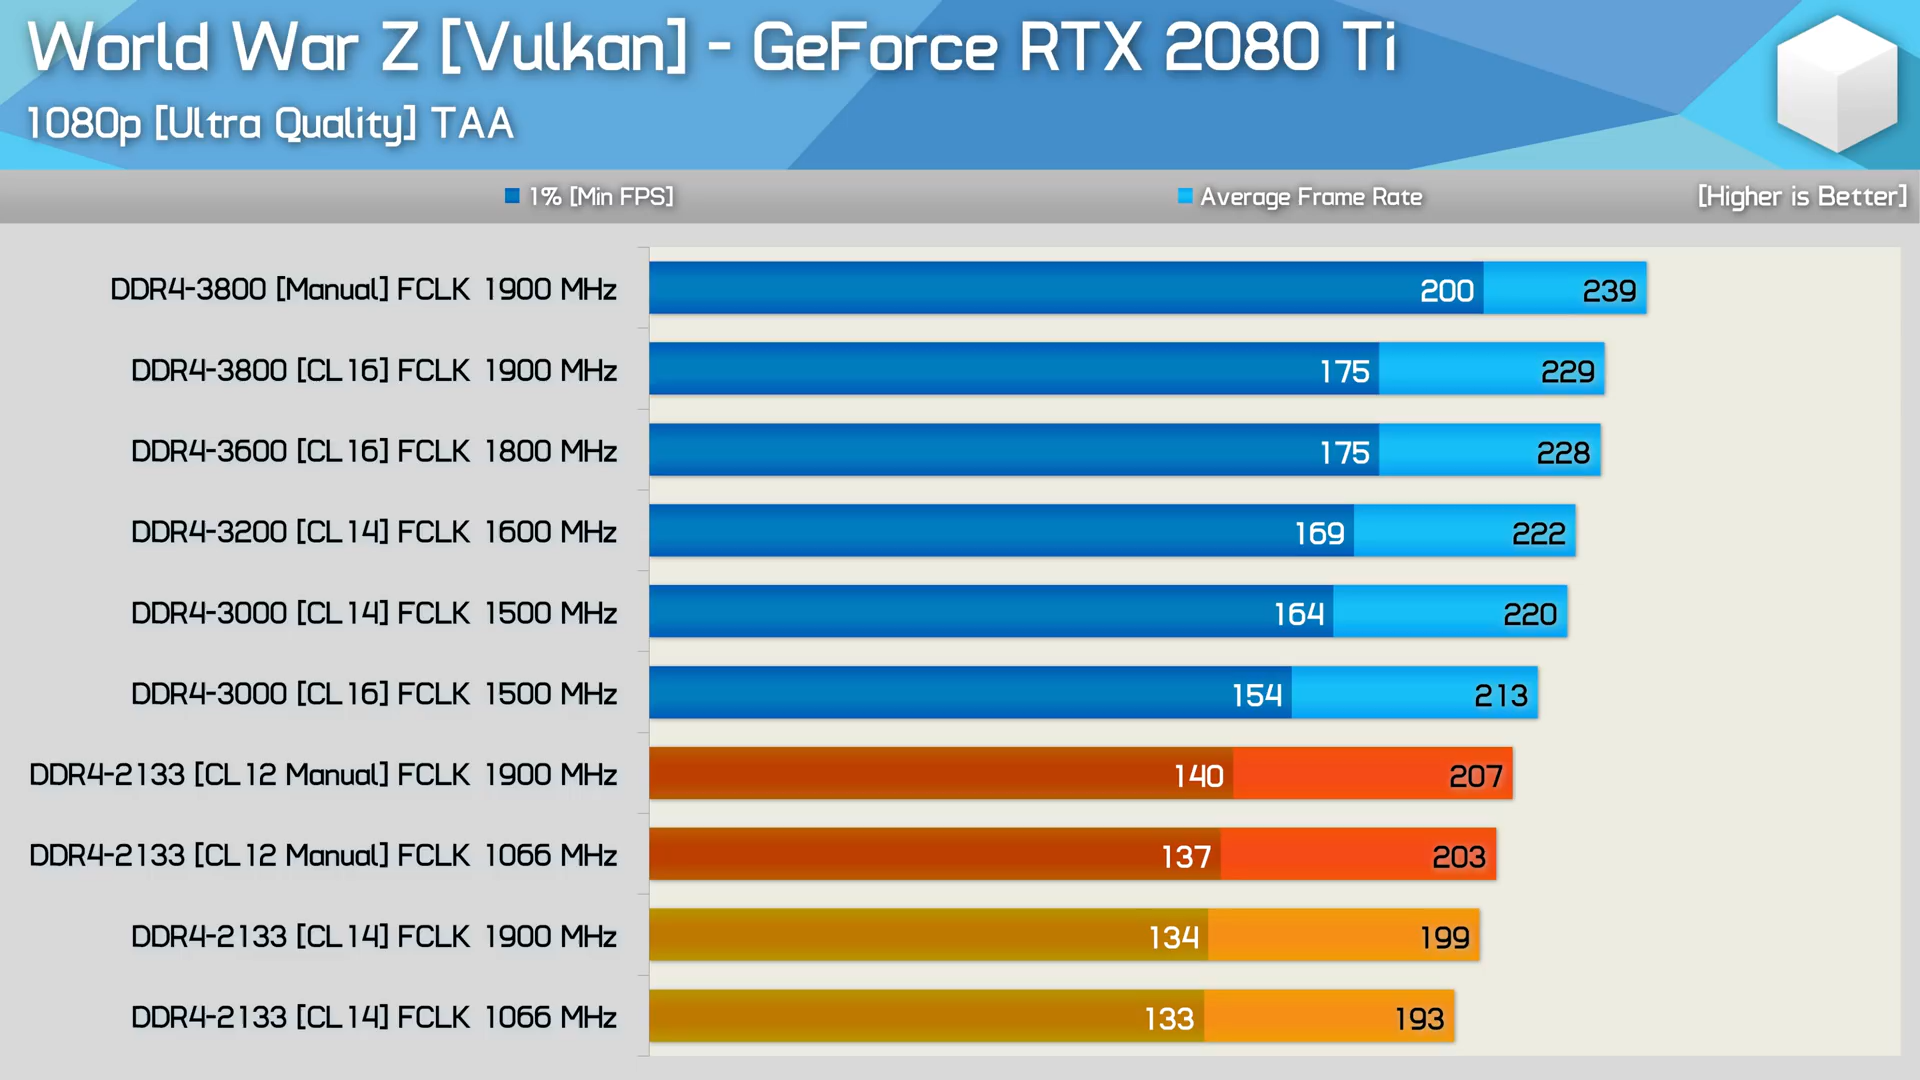 World War Z [Vulkan] - GeForce RTX 2080 Ti
1080p [Ultra Quality] TAA
1% [Min FPS] Average Frame Rate [Higher is Better]
DDR4-3800 [Manual] FCLK 1900 MHz 200 239
DDR4-3800 [CL16] FCLK 1900 MHz 175 229
DDR4-3600 [CL16] FCLK 1800 MHz 175 228
DDR4-3200 [CL14] FCLK 1600 MHz 169 222
DDR4-3000 [CL14] FCLK 1500 MHz 164 220
DDR4-3000 [CL16] FCLK 1500 MHz 154 213
DDR4-2133 [CL12 Manual] FCLK 1900 MHz 140 207
DDR4-2133 [CL12 Manual] FCLK 1066 MHz 137 203
DDR4-2133 [CL14] FCLK 1900 MHz 134 199
DDR4-2133 [CL14] FCLK 1066 MHz 133 193